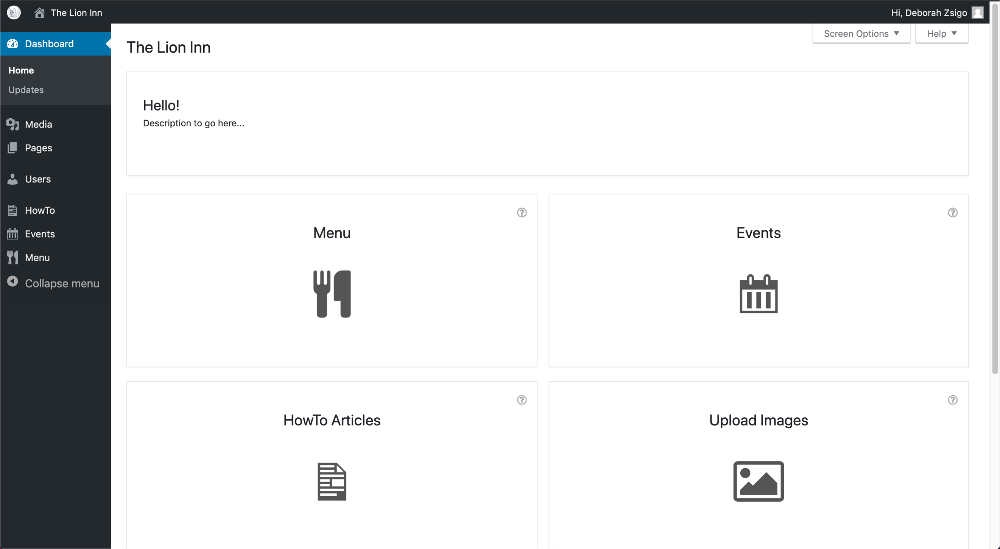 The Lion Inn
Hi, Deborah Zsigo
Dashboard
Home
Updates
Media
Pages
Users
HowTo
Events
Menu
Collapse menu
Screen Options
Help
The Lion Inn
Hello!
Description to go here...
Menu
Events
HowTo Articles
Upload Images